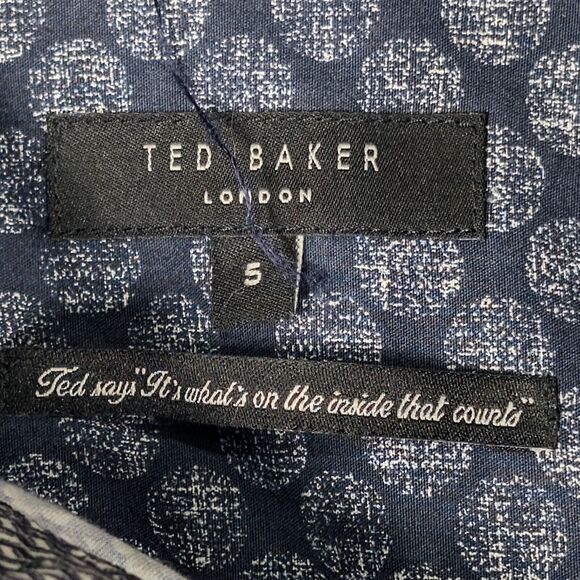 TED BAKER
LONDON
5
Ted says "It's what's on the inside that counts"